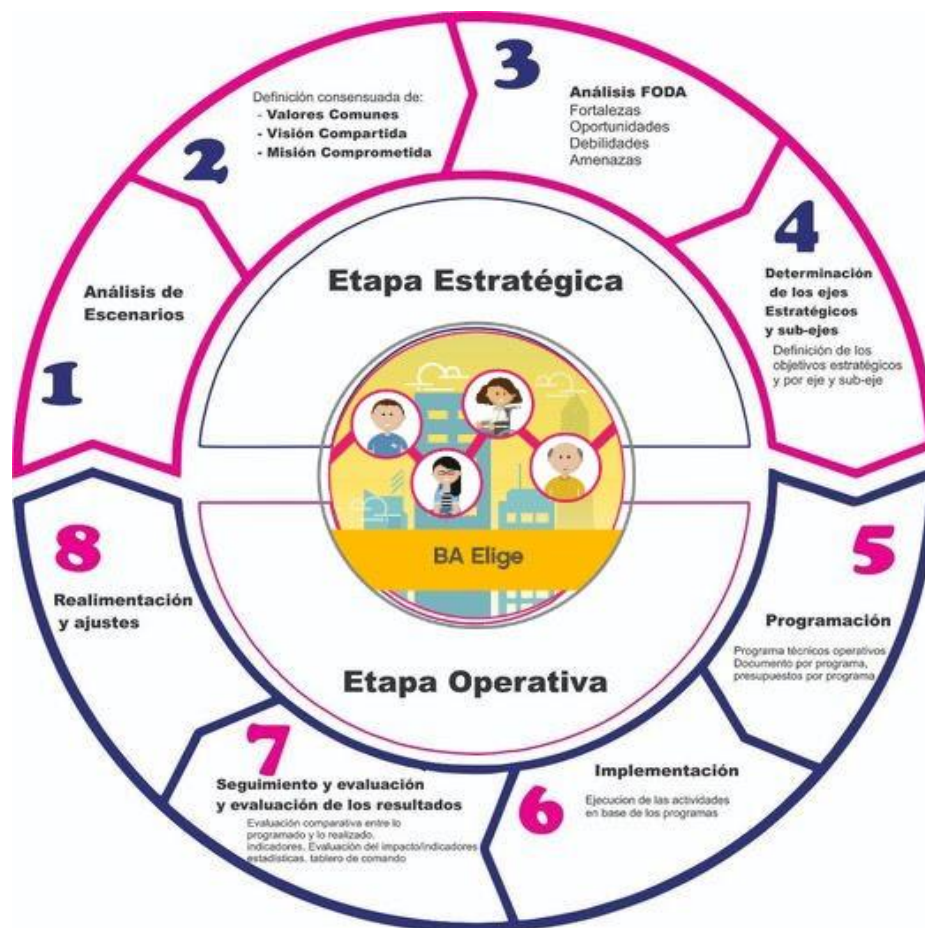 1
Análisis de
Escenarios
2
Definición consensuada de:
- Valores Comunes
- Visión Compartida
- Misión Comprometida
3
Análisis FODA
Fortalezas
Oportunidades
Debilidades
Amenazas
4
Determinación
de los ejes
Estratégicos
y sub-ejes
Definición de los
objetivos estratégicos
y por eje y sub-eje
Etapa Estratégica
BA Elige
Etapa Operativa
5
Programación
Programa técnicos operativos
Documento por programa,
presupuestos por programa
6
Implementación
Ejecucion de las actividades
en base de los programas
7
Seguimiento y evaluación
y evaluación de los resultados
Evaluación comparativa entre lo
programado y lo realizado.
indicadores. Evaluación del impacto/indicadores
estadísticas. tablero de comando
8
Realimentación
y ajustes